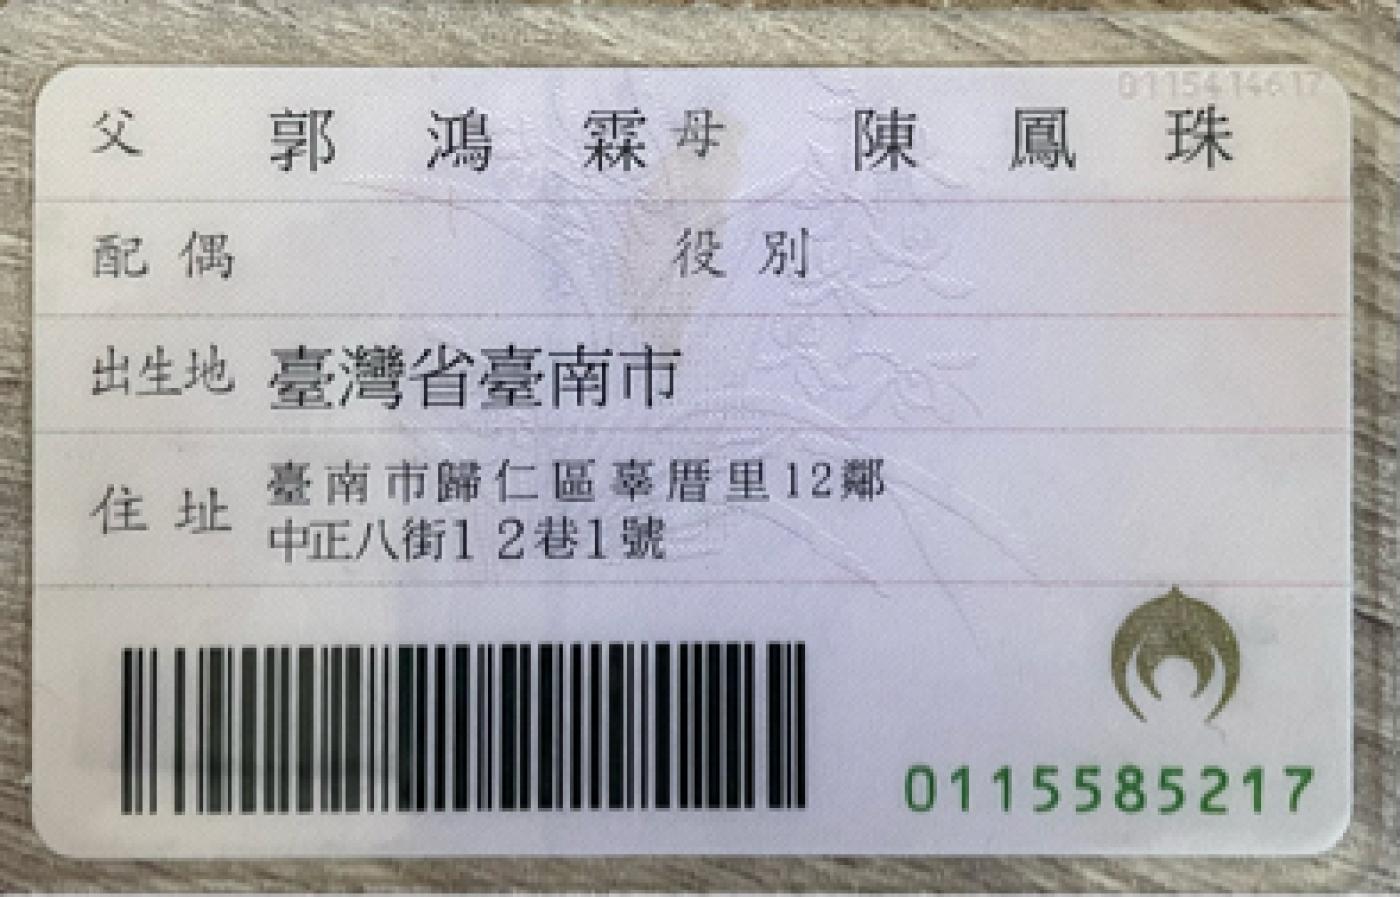 0115414617
父 郭鴻霖 母 陳鳳珠
配偶 役別
出生地 臺灣省臺南市
住址 臺南市歸仁區辜厝里12鄰
中正八街12巷1號
0115585217